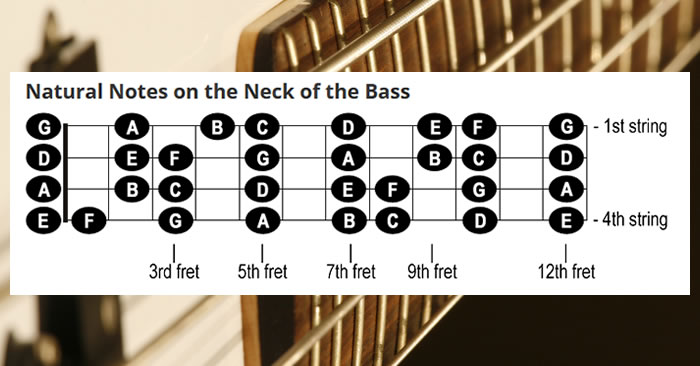 Natural Notes on the Neck of the Bass
G A B C D E F G - 1st string
D E F G A B C D
A B C D E F G A
E F G A B C D E - 4th string
3rd fret 5th fret 7th fret 9th fret 12th fret